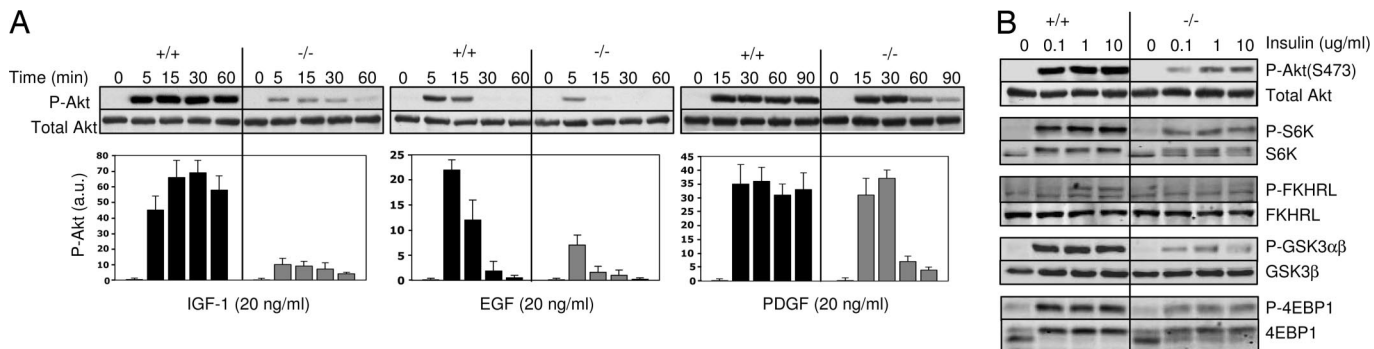 A
+/+ -/- +/+ -/- +/+ -/-
Time (min) 0 5 15 30 60 0 5 15 30 60 0 5 15 30 60 0 5 15 30 60 0 15 30 60 90 0 15 30 60 90
P-Akt
Total Akt
P-Akt (a.u.)
80
70
60
50
40
30
20
10
0
25
20
15
10
5
0
45
40
35
30
25
20
15
10
5
0
IGF-1 (20 ng/ml) EGF (20 ng/ml) PDGF (20 ng/ml)
B
+/+ -/-
0 0.1 1 10 0 0.1 1 10 Insulin (ug/ml)
P-Akt(S473)
Total Akt
P-S6K
S6K
P-FKHRL
FKHRL
P-GSK3αβ
GSK3β
P-4EBP1
4EBP1